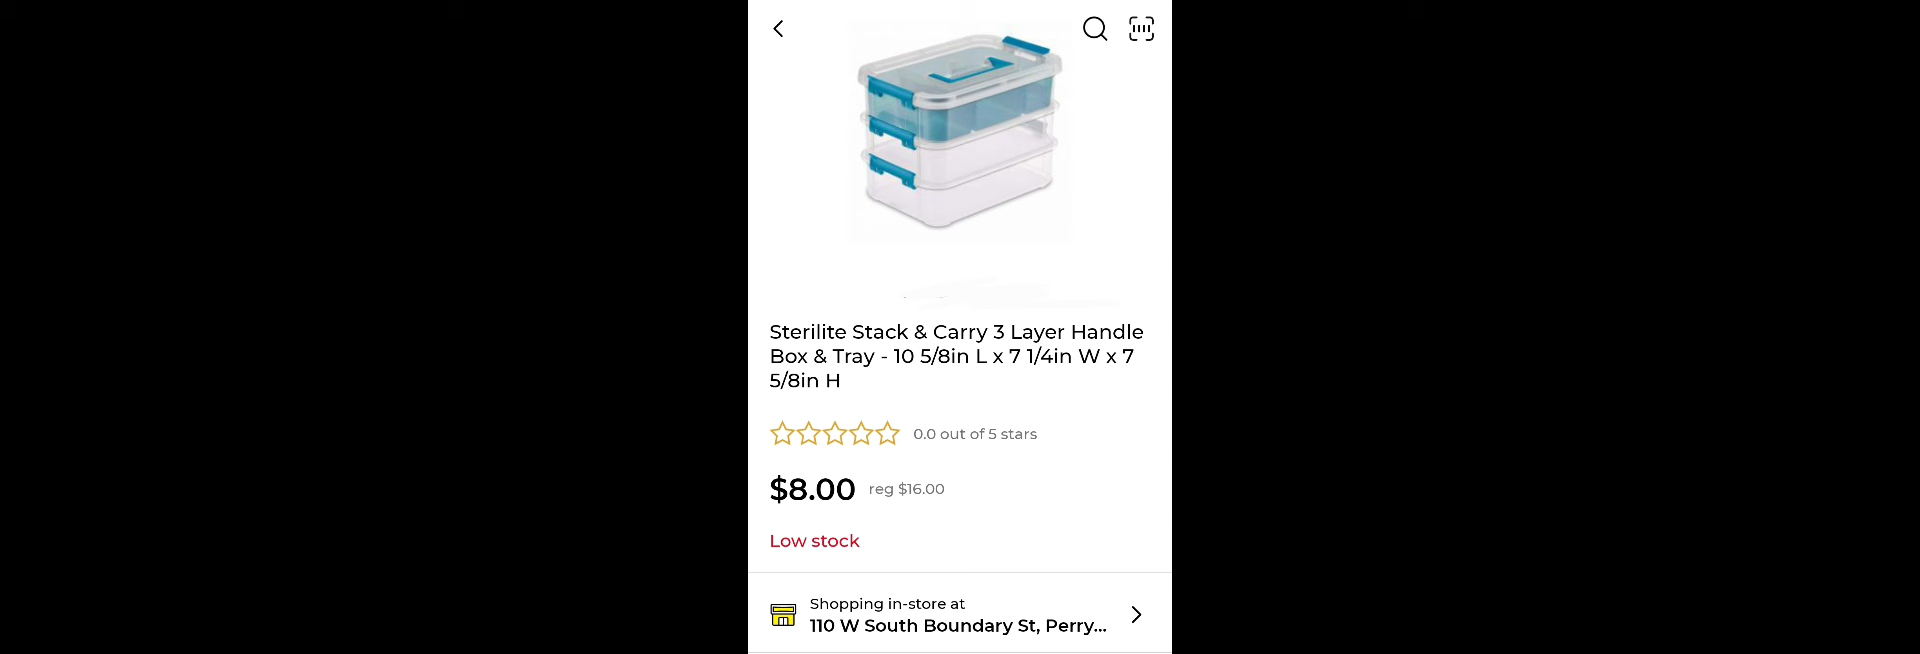 Sterilite Stack & Carry 3 Layer Handle
Box & Tray - 10 5/8in L x 7 1/4in W x 7
5/8in H
0.0 out of 5 stars
$8.00 reg $16.00
Low stock
Shopping in-store at
110 W South Boundary St, Perry...